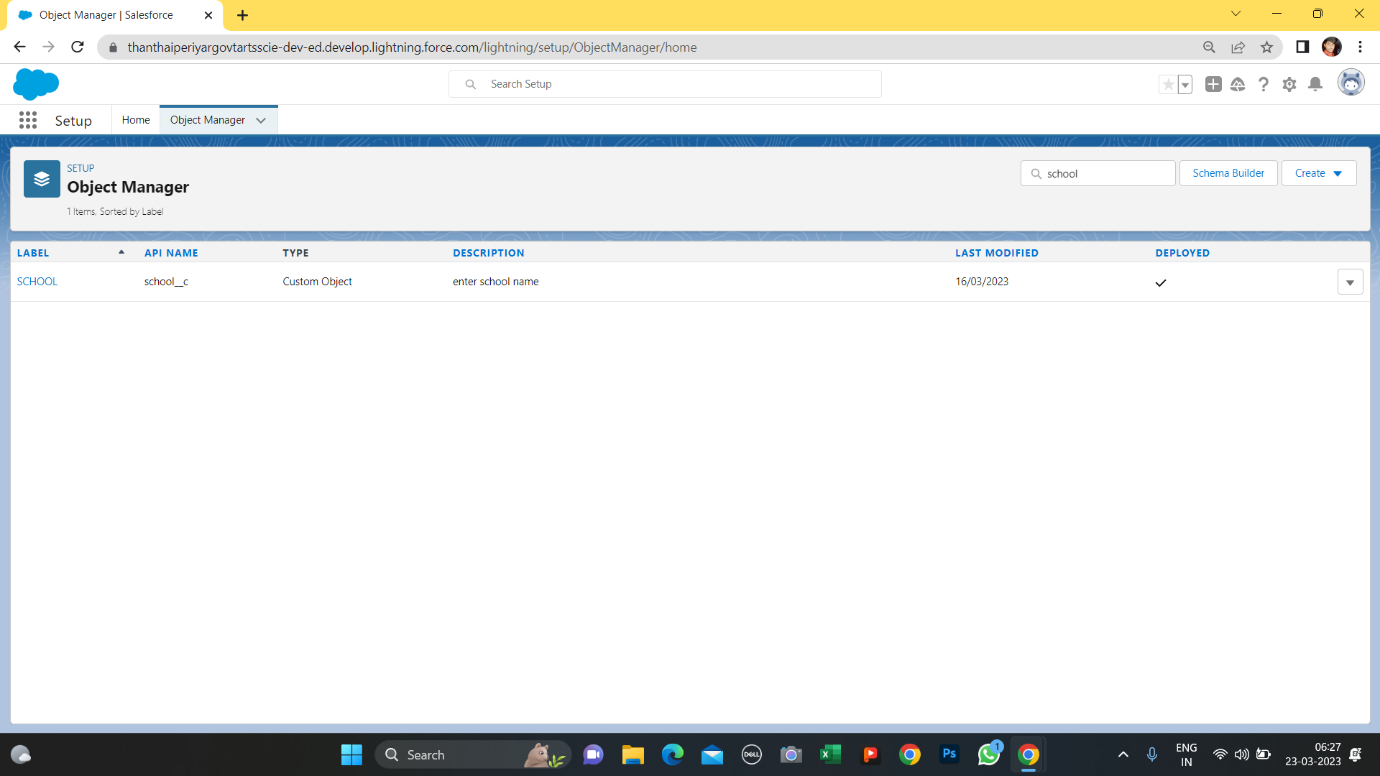 Object Manager | Salesforce
thanthaiperiyargovtartsscie-dev-ed.develop.lightning.force.com/lightning/setup/ObjectManager/home
Search Setup
Setup Home Object Manager
SETUP
Object Manager
1 Items, Sorted by Label
school Schema Builder Create
LABEL API NAME TYPE DESCRIPTION LAST MODIFIED DEPLOYED
SCHOOL school__c Custom Object enter school name 16/03/2023
Search DELL Ps 1 ENG 06:27
IN 23-03-2023